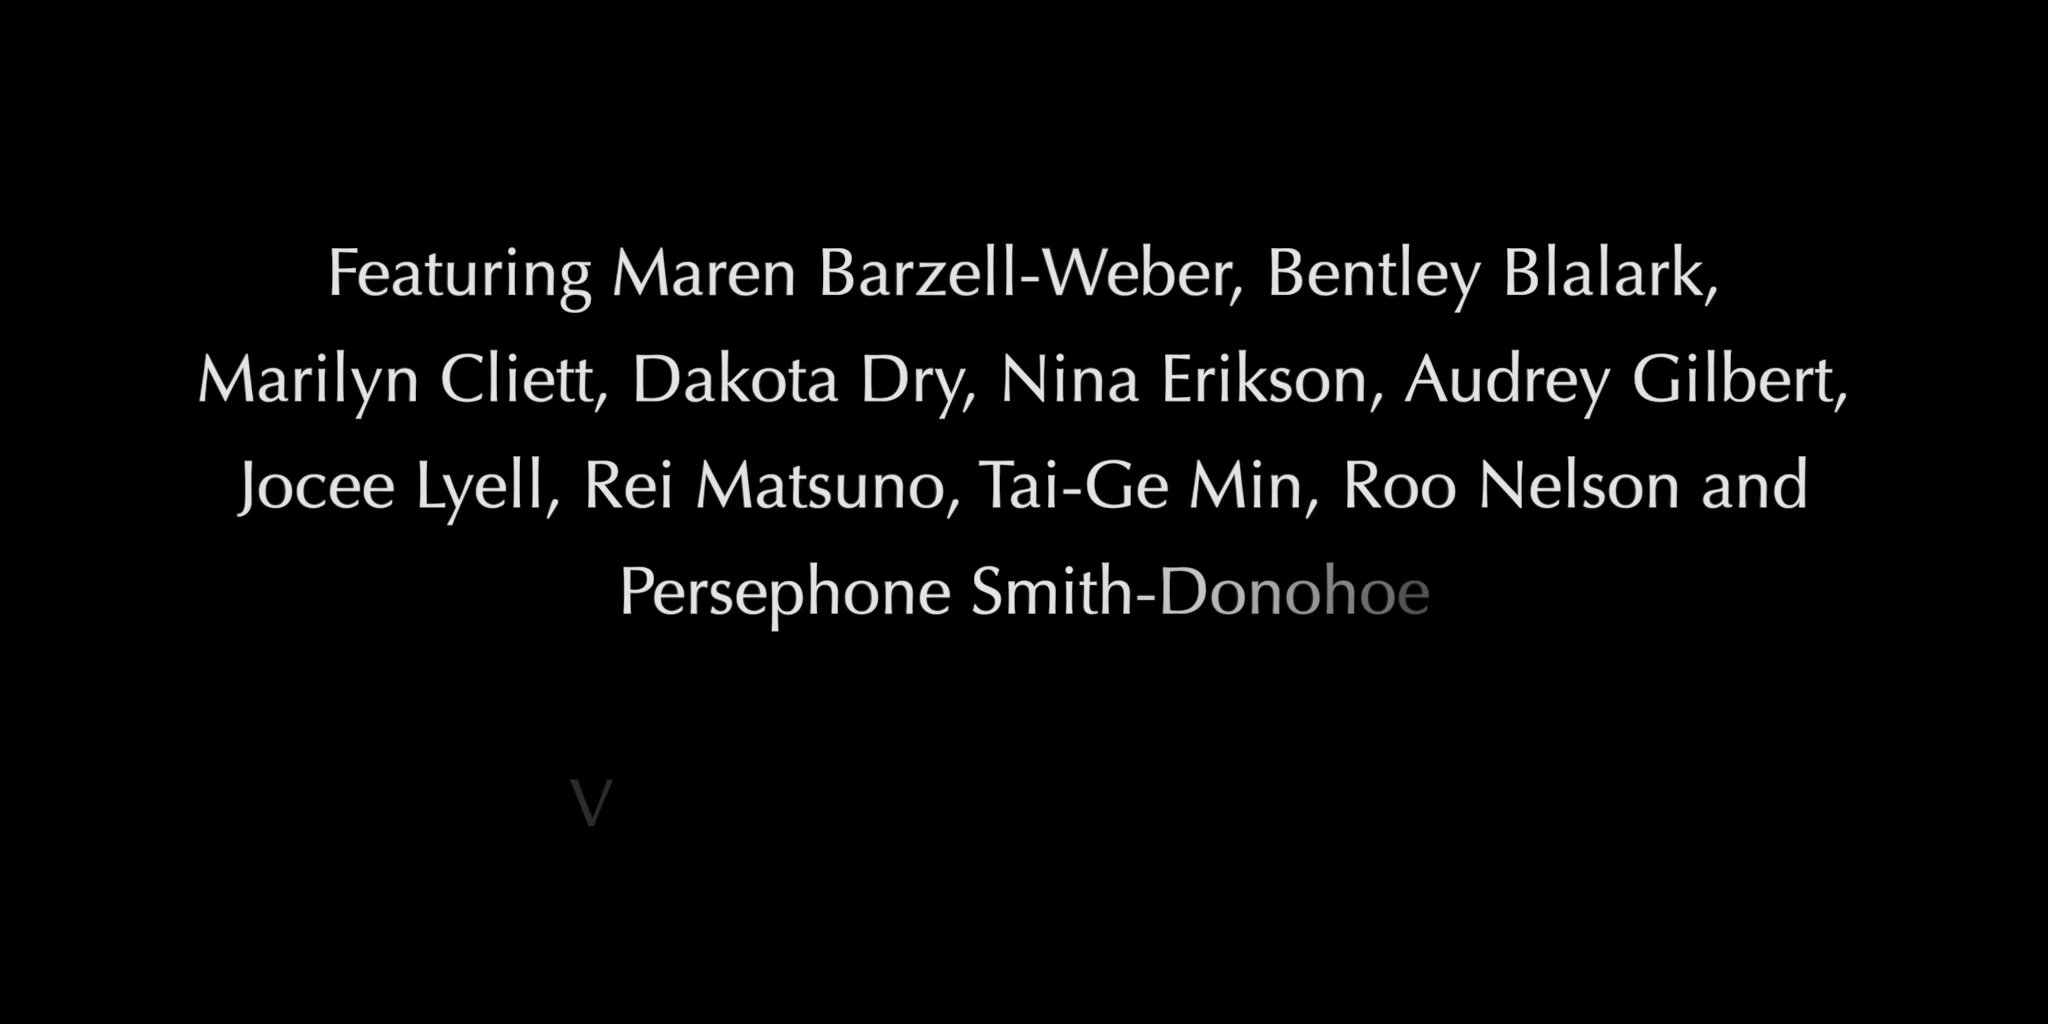 Featuring Maren Barzell-Weber, Bentley Blalark,
Marilyn Cliett, Dakota Dry, Nina Erikson, Audrey Gilbert,
Jocee Lyell, Rei Matsuno, Tai-Ge Min, Roo Nelson and
Persephone Smith-Donohoe
V